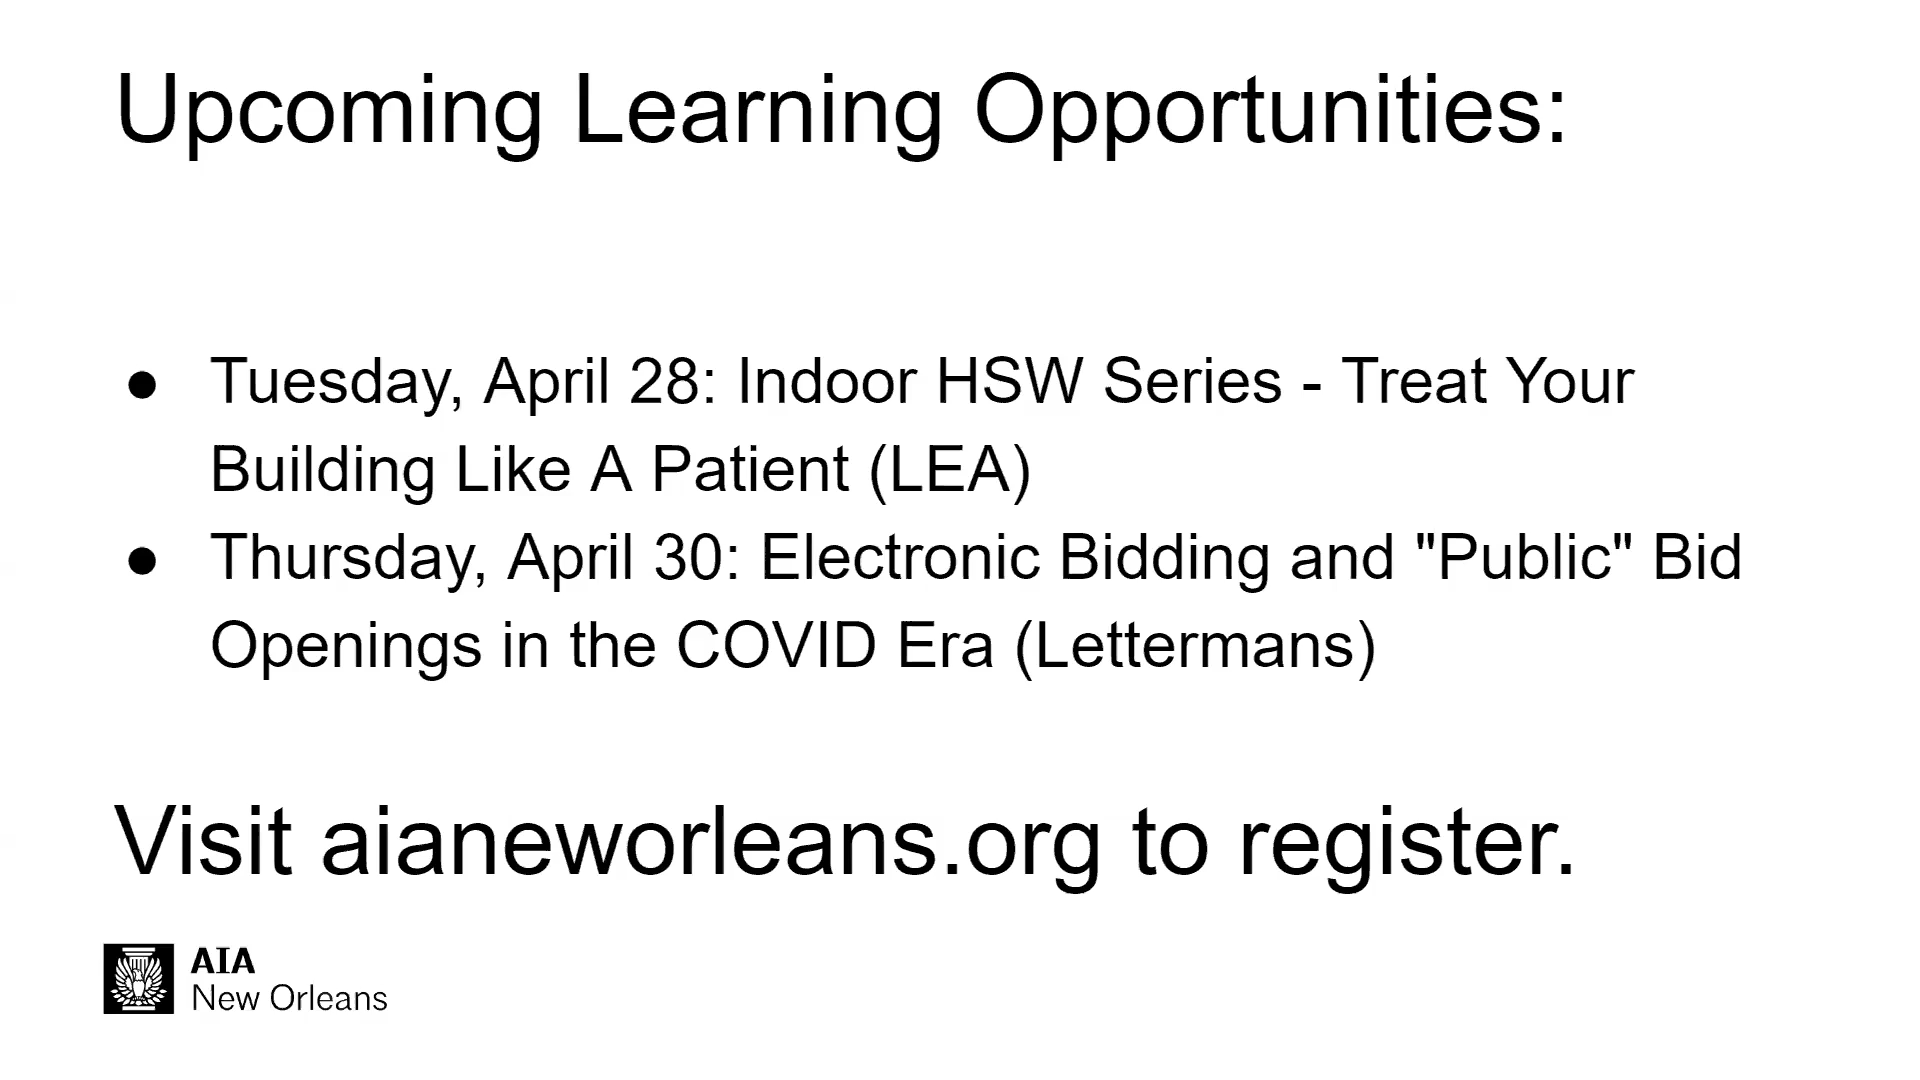 Upcoming Learning Opportunities:
● Tuesday, April 28: Indoor HSW Series - Treat Your
Building Like A Patient (LEA)
● Thursday, April 30: Electronic Bidding and "Public" Bid
Openings in the COVID Era (Lettermans)
Visit aianeworleans.org to register.
AIA
New Orleans